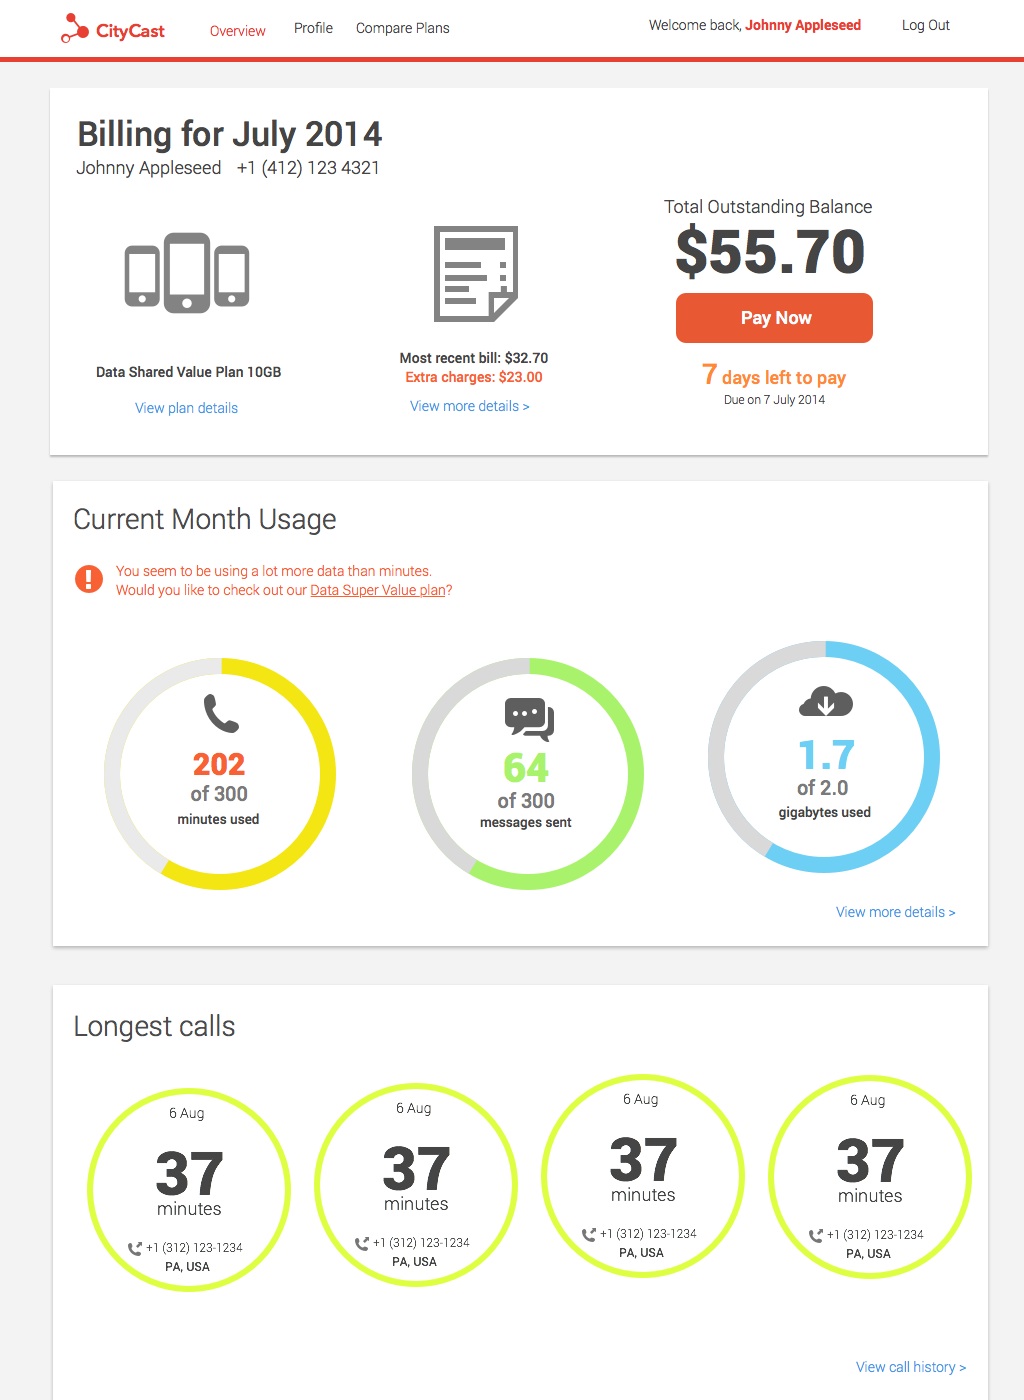 CityCast
Overview
Profile
Compare Plans
Welcome back, Johnny Appleseed
Log Out
Billing for July 2014
Johnny Appleseed +1 (412) 123 4321
Data Shared Value Plan 10GB
View plan details
Most recent bill: $32.70
Extra charges: $23.00
View more details >
Total Outstanding Balance
$55.70
Pay Now
7 days left to pay
Due on 7 July 2014
Current Month Usage
You seem to be using a lot more data than minutes.
Would you like to check out our Data Super Value plan?
202
of 300
minutes used
64
of 300
messages sent
1.7
of 2.0
gigabytes used
View more details >
Longest calls
6 Aug
37
minutes
+1 (312) 123-1234
PA, USA
6 Aug
37
minutes
+1 (312) 123-1234
PA, USA
6 Aug
37
minutes
+1 (312) 123-1234
PA, USA
6 Aug
37
minutes
+1 (312) 123-1234
PA, USA
View call history >